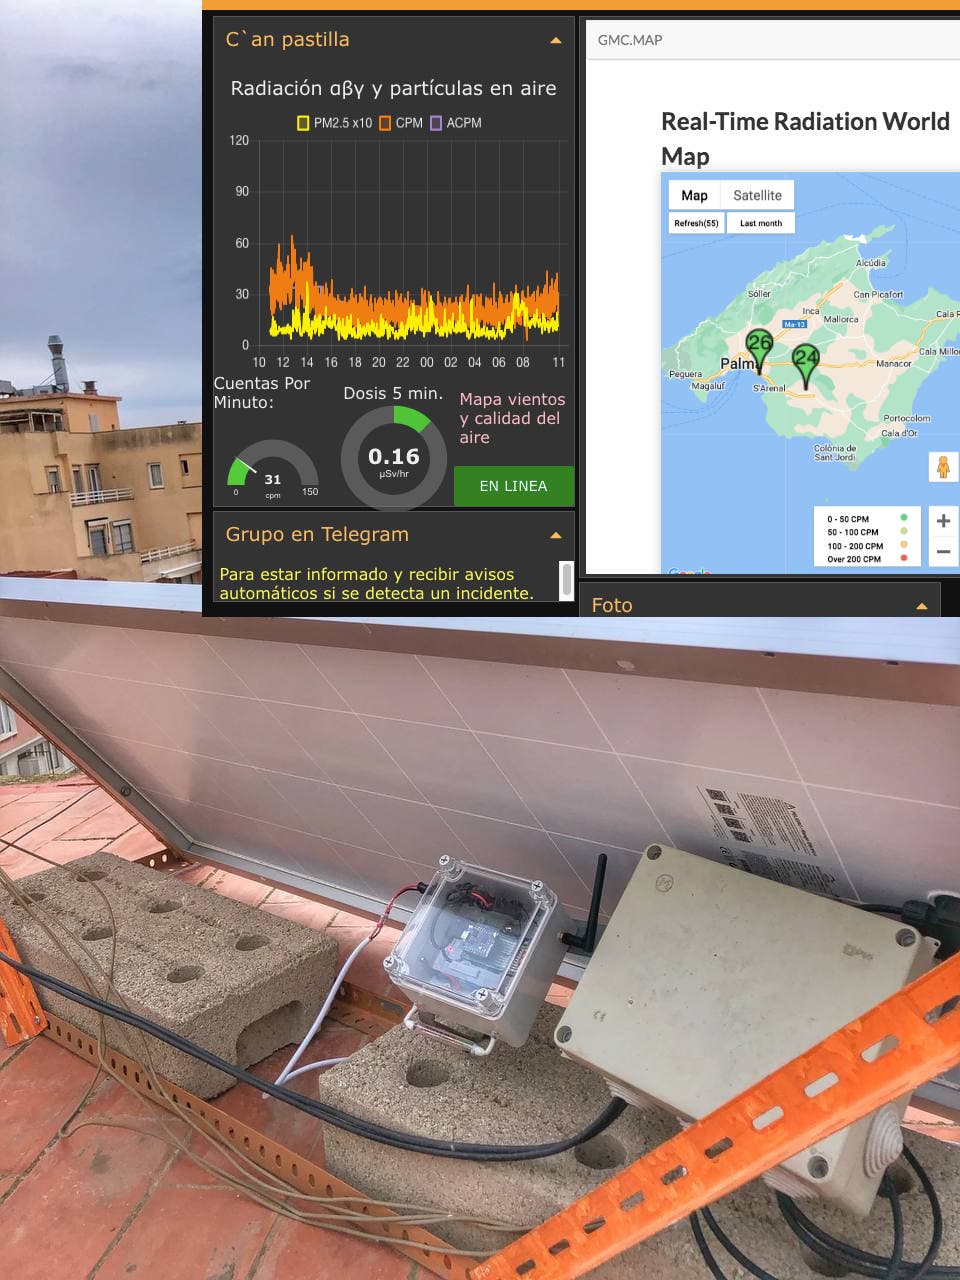 C`an pastilla
Radiación αβγ y partículas en aire
PM2.5 x10 CPM ACPM
120
90
60
30
0
10 12 14 16 18 20 22 00 02 04 06 08 11
Cuentas Por
Minuto:
31
cpm
0
150
Dosis 5 min.
0.16
µSv/hr
Mapa vientos
y calidad del
aire
EN LINEA
Grupo en Telegram
Para estar informado y recibir avisos
automáticos si se detecta un incidente.
GMC.MAP
Real-Time Radiation World
Map
Map Satellite
Refresh(55) Last month
Alcúdia
Sóller
Can Picafort
Inca
Ma-13
Mallorca
Cala R
26
24
Palm
Cala Millo
Manacor
Peguera
Magaluf
S'Arenal
Portocolom
Cala d'Or
Colònia de
Sant Jordi
0 - 50 CPM
50 - 100 CPM
100 - 200 CPM
Over 200 CPM
Google
Foto